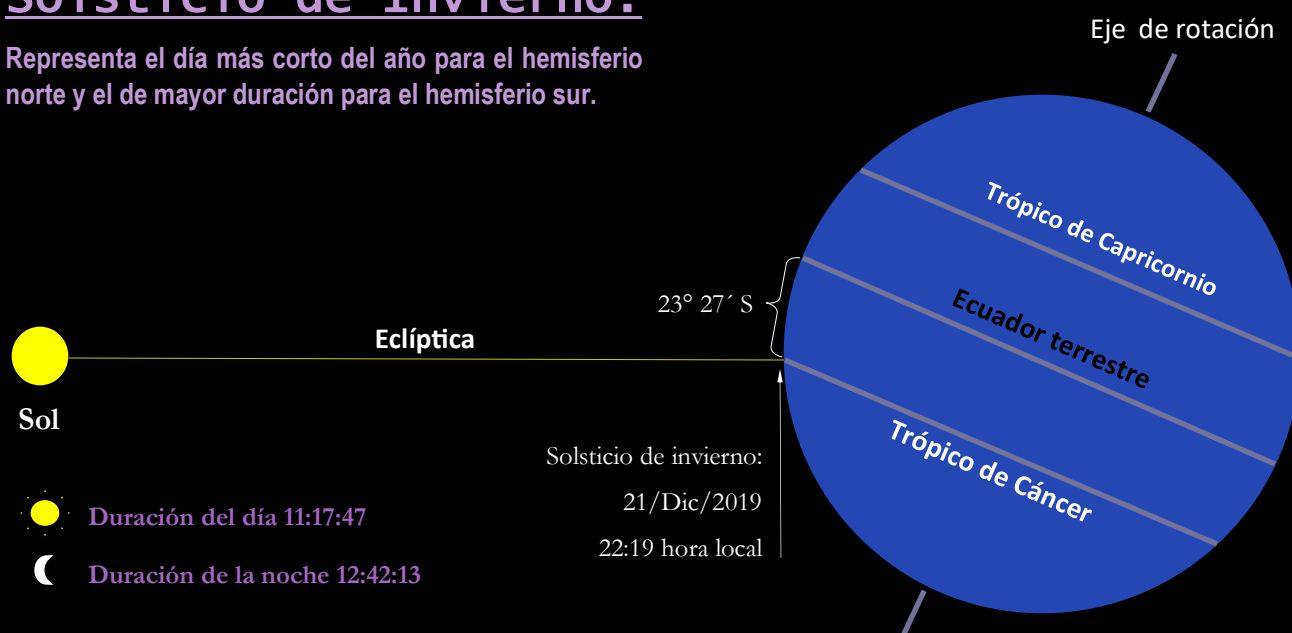 Solsticio de invierno:
Representa el día más corto del año para el hemisferio
norte y el de mayor duración para el hemisferio sur.
Eje de rotación
Trópico de Capricornio
23° 27´ S
Ecuador terrestre
Eclíptica
Sol
Trópico de Cáncer
Solsticio de invierno:
21/Dic/2019
22:19 hora local
Duración del día 11:17:47
Duración de la noche 12:42:13